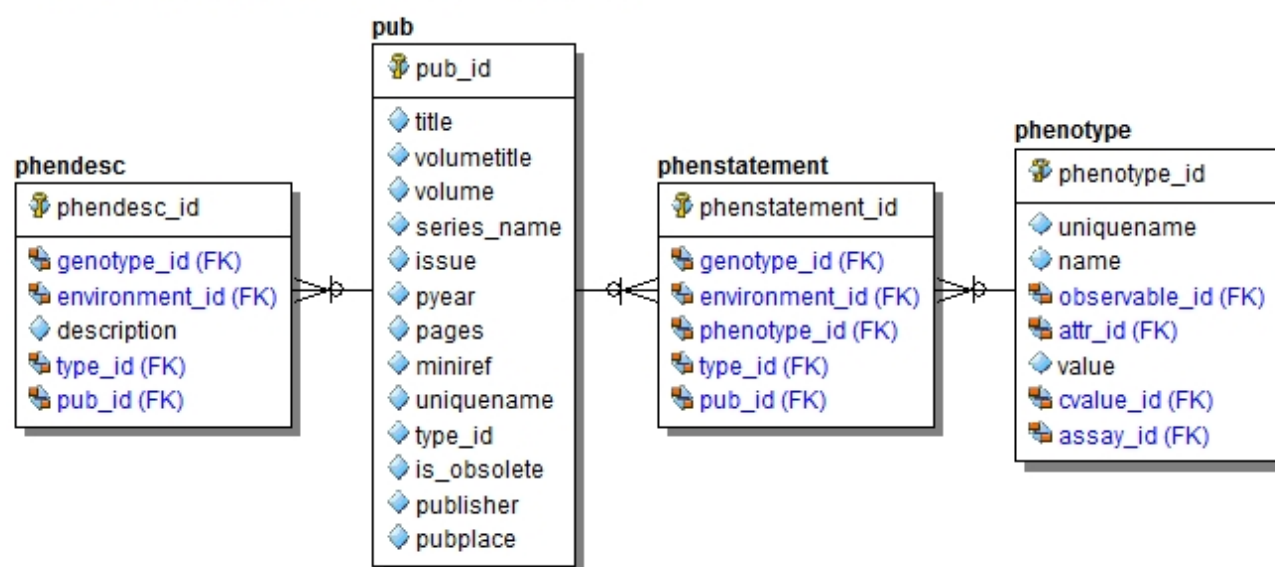 phendesc
phendesc_id
genotype_id (FK)
environment_id (FK)
description
type_id (FK)
pub_id (FK)
pub
pub_id
title
volumetitle
volume
series_name
issue
pyear
pages
miniref
uniquename
type_id
is_obsolete
publisher
pubplace
phenstatement
phenstatement_id
genotype_id (FK)
environment_id (FK)
phenotype_id (FK)
type_id (FK)
pub_id (FK)
phenotype
phenotype_id
uniquename
name
observable_id (FK)
attr_id (FK)
value
cvalue_id (FK)
assay_id (FK)